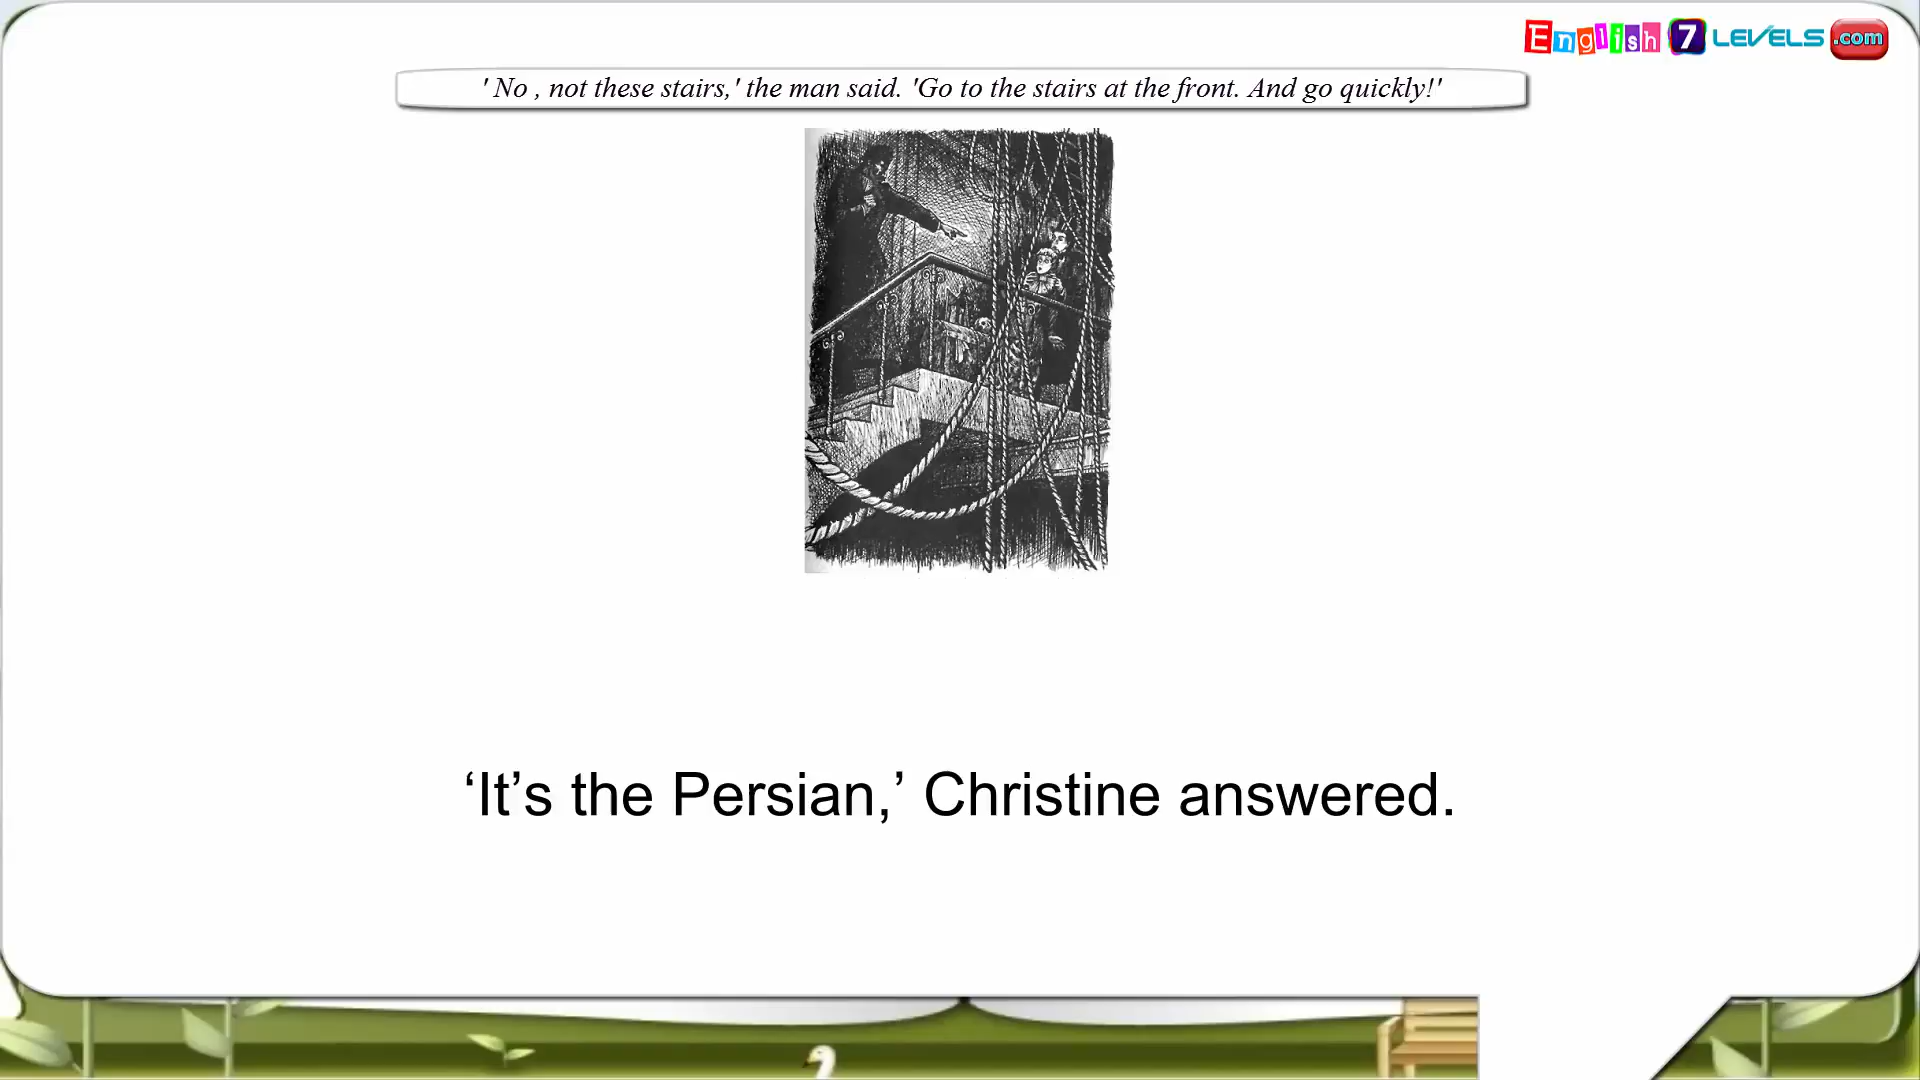 English 7 LEVELS .com
' No , not these stairs,' the man said. 'Go to the stairs at the front. And go quickly!'
‘It’s the Persian,’ Christine answered.